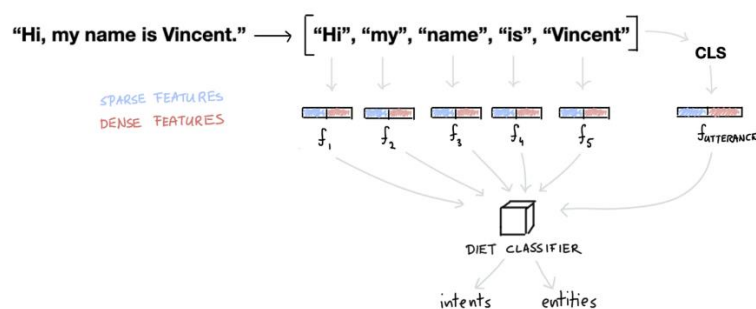 “Hi, my name is Vincent.” → [“Hi”, “my”, “name”, “is”, “Vincent”]
CLS
SPARSE FEATURES
DENSE FEATURES
f1 f2 f3 f4 f5 fUTTERANCE
DIET CLASSIFIER
intents entities